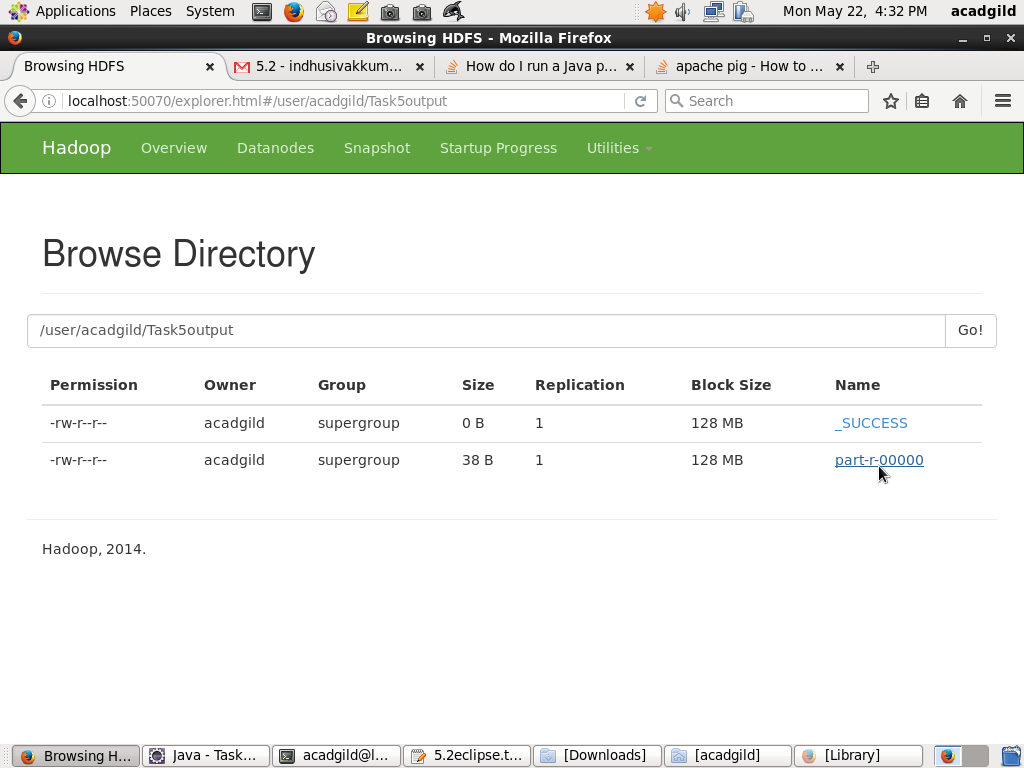 Applications Places System Mon May 22, 4:32 PM acadgild
Browsing HDFS - Mozilla Firefox
Browsing HDFS 5.2 - indhusivakkum... How do I run a Java p... apache pig - How to ...
localhost:50070/explorer.html#/user/acadgild/Task5output Search
Hadoop Overview Datanodes Snapshot Startup Progress Utilities
Browse Directory
/user/acadgild/Task5output Go!
Permission Owner Group Size Replication Block Size Name
-rw-r--r-- acadgild supergroup 0 B 1 128 MB _SUCCESS
-rw-r--r-- acadgild supergroup 38 B 1 128 MB part-r-00000
Hadoop, 2014.
Browsing H... Java - Task... acadgild@l... 5.2eclipse.t... [Downloads] [acadgild] [Library]